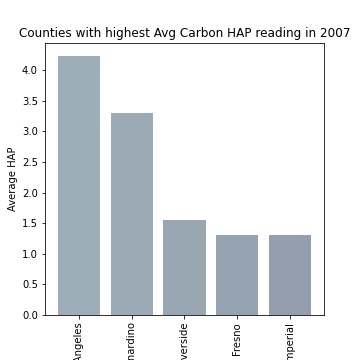 Counties with highest Avg Carbon HAP reading in 2007
Average HAP
4.0
3.5
3.0
2.5
2.0
1.5
1.0
0.5
0.0
Angeles
nardino
verside
Fresno
mperial